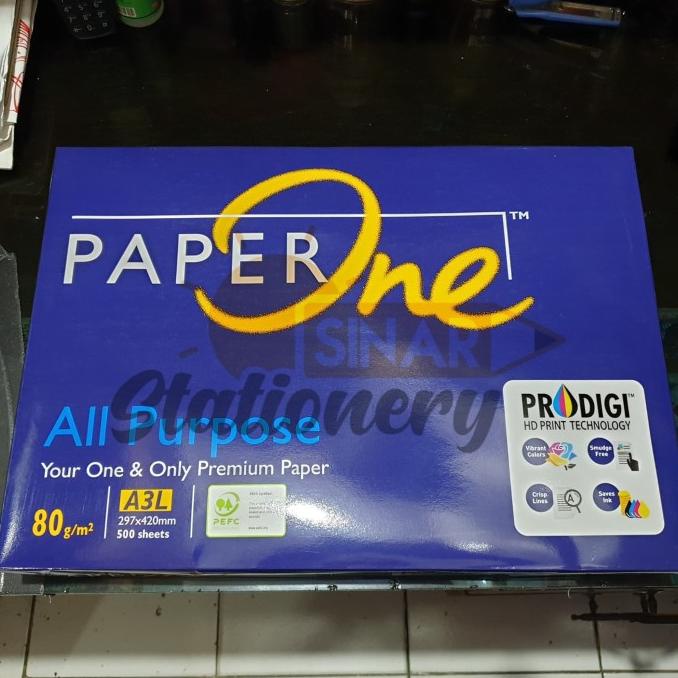 PAPER One™
SINAR
Stationery
All Purpose
Your One & Only Premium Paper
80g/m²
A3L
297x420mm
500 sheets
PEFC
PRODIGI™
HD PRINT TECHNOLOGY
Vibrant
Colors
Smudge
Free
Crisp
Lines
A
Saves
Ink